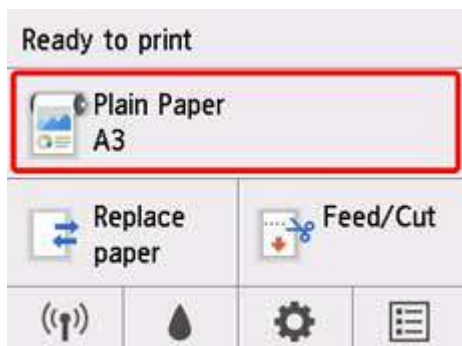 Ready to print
Plain Paper
A3
Replace
paper
Feed/Cut